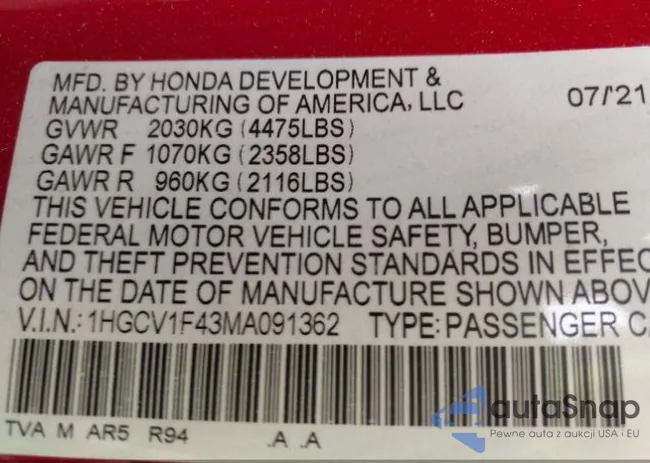 MFD. BY HONDA DEVELOPMENT &
MANUFACTURING OF AMERICA, LLC 07/'21
GVWR 2030KG (4475LBS)
GAWR F 1070KG (2358LBS)
GAWR R 960KG (2116LBS)
THIS VEHICLE CONFORMS TO ALL APPLICABLE
FEDERAL MOTOR VEHICLE SAFETY, BUMPER,
AND THEFT PREVENTION STANDARDS IN EFFEC
ON THE DATE OF MANUFACTURE SHOWN ABOV
V.I.N.: 1HGCV1F43MA091362 TYPE: PASSENGER CA
TVA M AR5 R94 .A .A
autaSnap
Pewne auta z aukcji USA i EU